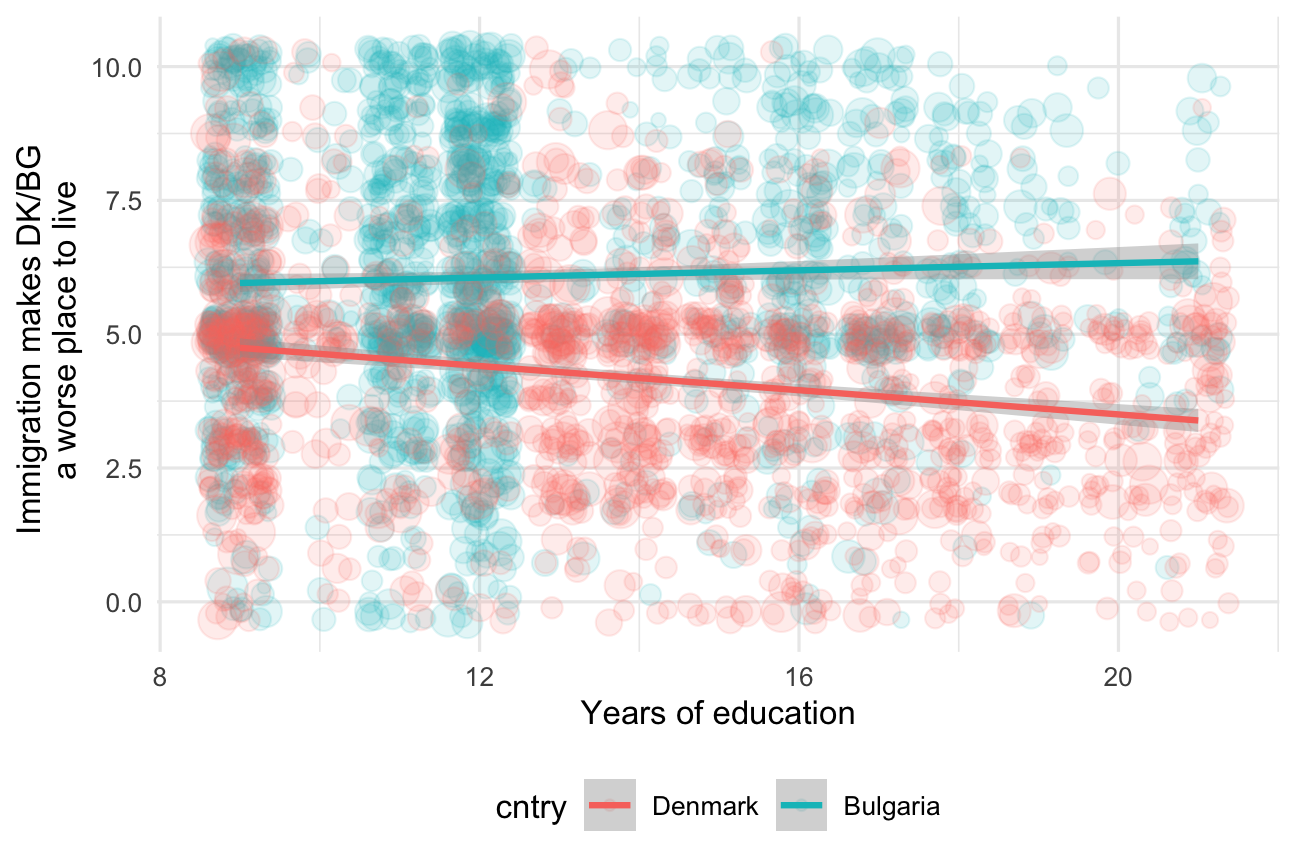 Immigration makes DK/BG
a worse place to live
10.0
7.5
5.0
2.5
0.0
8 12 16 20
Years of education
cntry Denmark Bulgaria